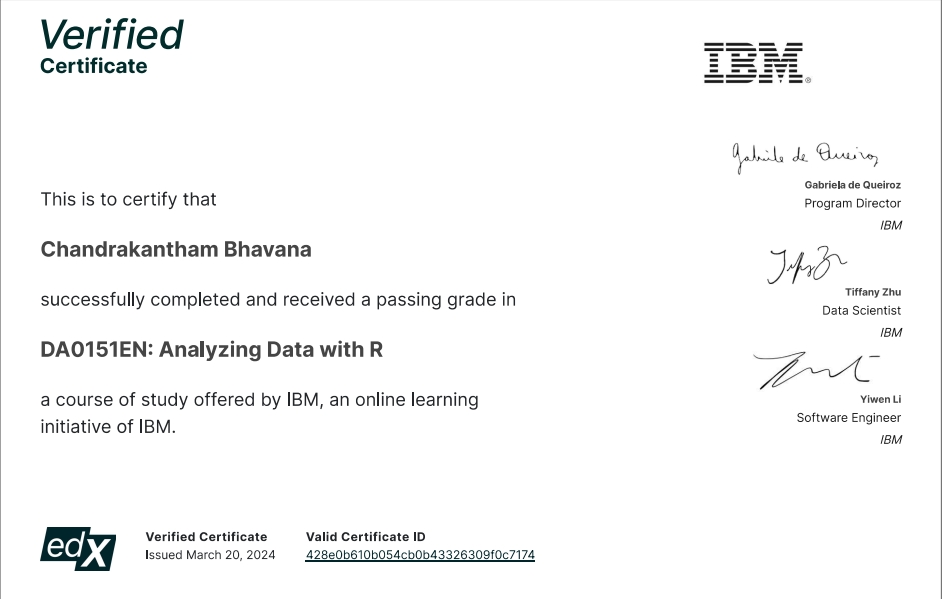 Verified
Certificate
IBM®
This is to certify that
Chandrakantham Bhavana
successfully completed and received a passing grade in
DA0151EN: Analyzing Data with R
a course of study offered by IBM, an online learning
initiative of IBM.
Gabriela de Queiroz
Gabriela de Queiroz
Program Director
IBM
Tiffany Zhu
Data Scientist
IBM
Yiwen Li
Software Engineer
IBM
edX
Verified Certificate
Issued March 20, 2024
Valid Certificate ID
428e0b610b054cb0b43326309f0c7174